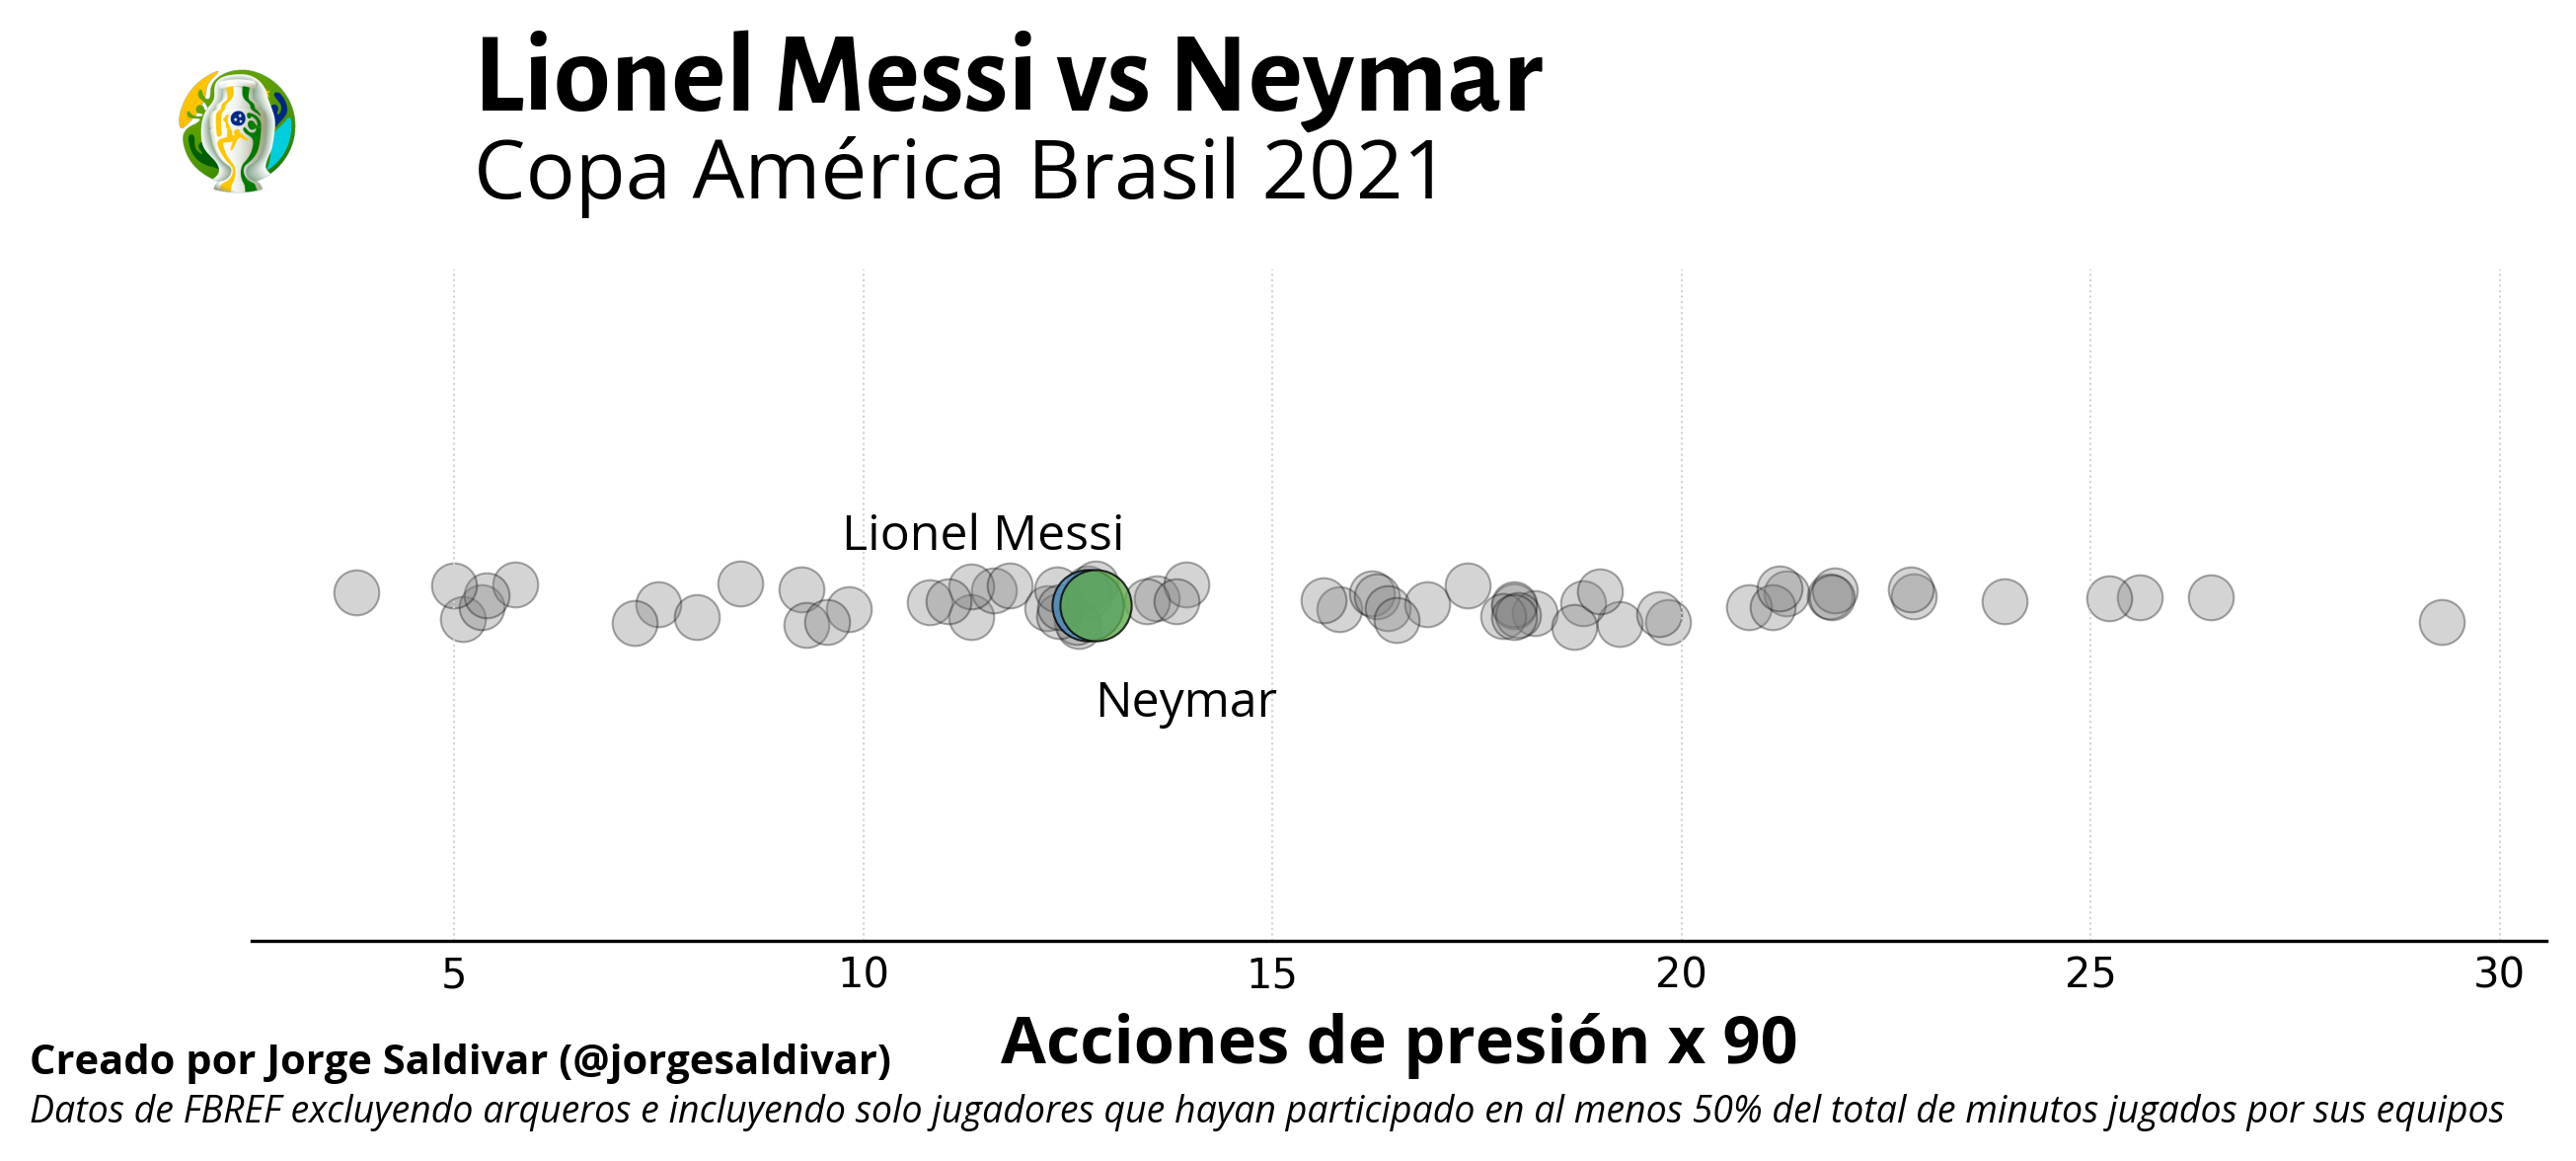 Lionel Messi vs Neymar
Copa América Brasil 2021
Lionel Messi
Neymar
5 10 15 20 25 30
Acciones de presión x 90
Creado por Jorge Saldivar (@jorgesaldivar)
Datos de FBREF excluyendo arqueros e incluyendo solo jugadores que hayan participado en al menos 50% del total de minutos jugados por sus equipos